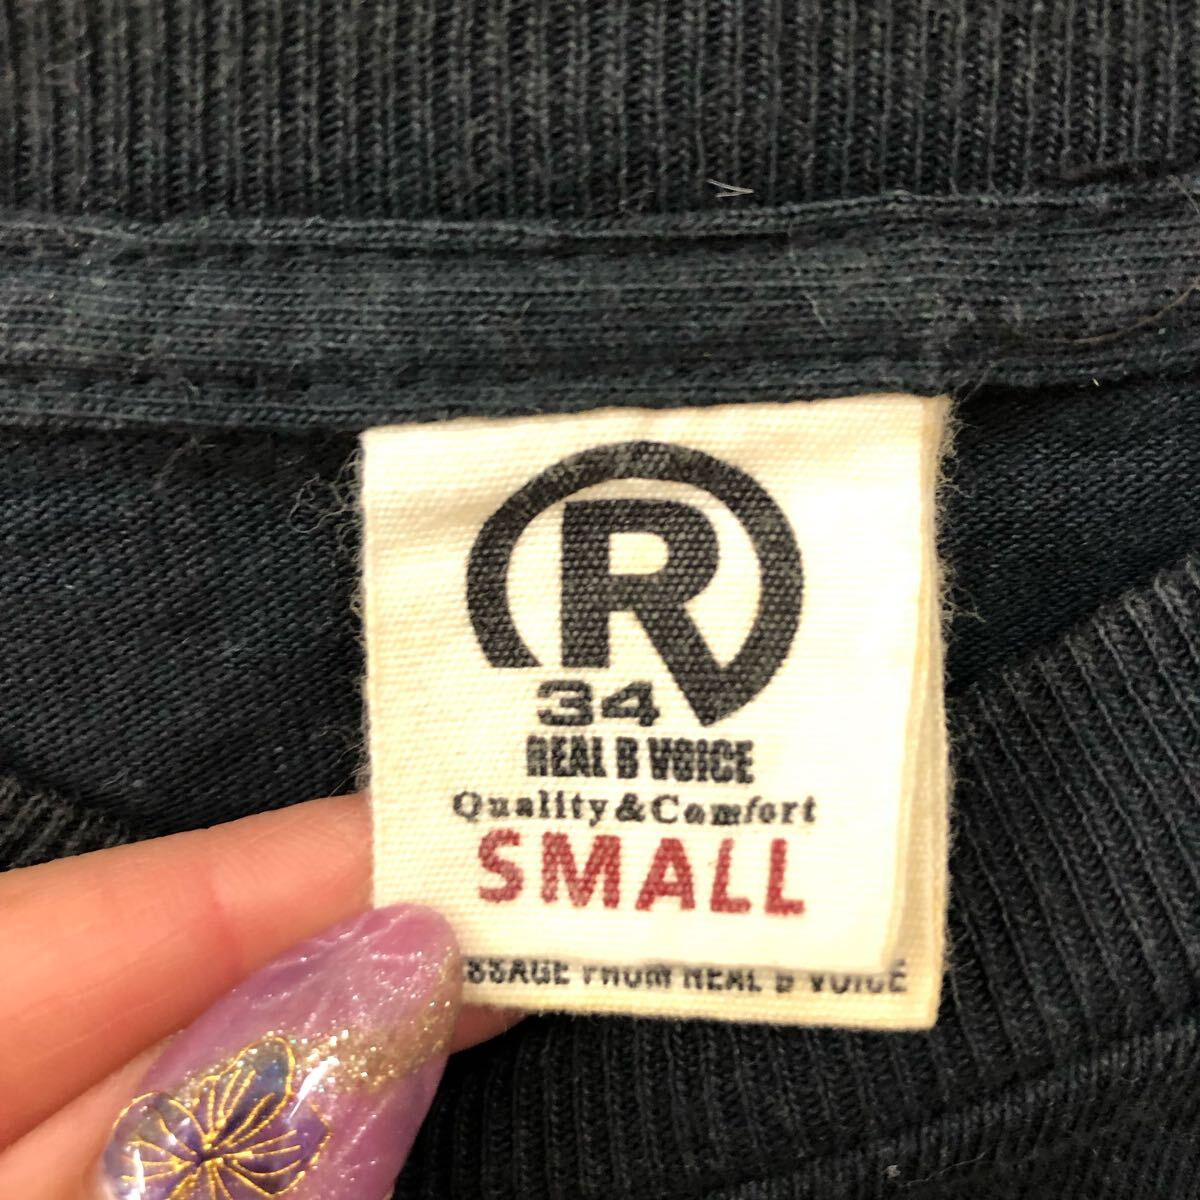 R
34
REAL B VOICE
Quality&Comfort
SMALL
FROM REAL B VOICE